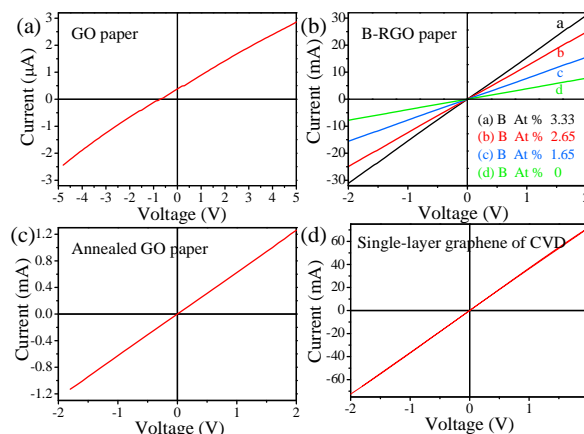 (a)
GO paper
Current (µA)
3
2
1
0
-1
-2
-3
-5 -4 -3 -2 -1 0 1 2 3 4 5
Voltage (V)
(b)
B-RGO paper
Current (mA)
30
20
10
0
-10
-20
-30
a
b
c
d
(a) B At % 3.33
(b) B At % 2.65
(c) B At % 1.65
(d) B At % 0
-2 -1 0 1 2
Voltage (V)
(c)
Annealed GO paper
Current (mA)
1.2
0.8
0.4
0.0
-0.4
-0.8
-1.2
-2 -1 0 1 2
Voltage (V)
(d)
Single-layer graphene of CVD
Current (mA)
60
40
20
0
-20
-40
-60
-2 -1 0 1
Voltage (V)